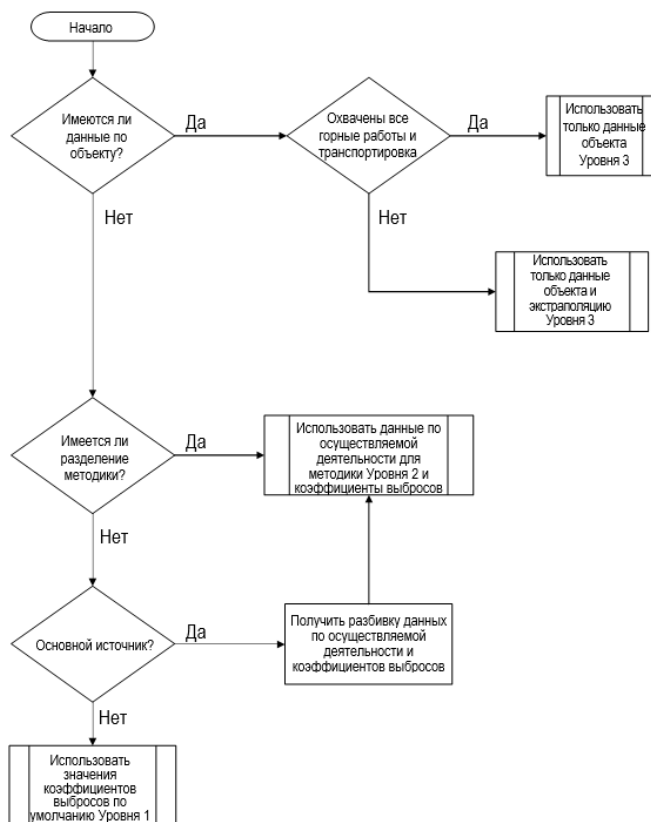 Начало
Имеются ли
данные по
объекту?
Да
Охвачены все
горные работы и
транспортировка
Да
Использовать
только данные
объекта
Уровня 3
Нет
Нет
Использовать
только данные
объекта и
экстраполяцию
Уровня 3
Имеется ли
разделение
методики?
Да
Использовать данные по
осуществляемой
деятельности для
методики Уровня 2 и
коэффициенты выбросов
Нет
Основной источник?
Да
Получить разбивку данных
по осуществляемой
деятельности и
коэффициентов выбросов
Нет
Использовать
значения
коэффициентов
выбросов по
умолчанию Уровня 1